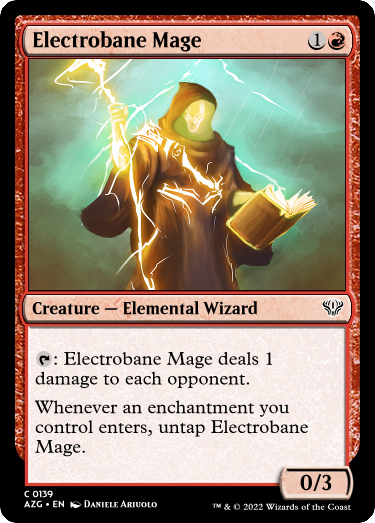 Electrobane Mage 1
Creature — Elemental Wizard
: Electrobane Mage deals 1
damage to each opponent.
Whenever an enchantment you
control enters, untap Electrobane
Mage.
0/3
C 0139
AZG • EN Daniele Ariuolo
™ & © 2022 Wizards of the Coast